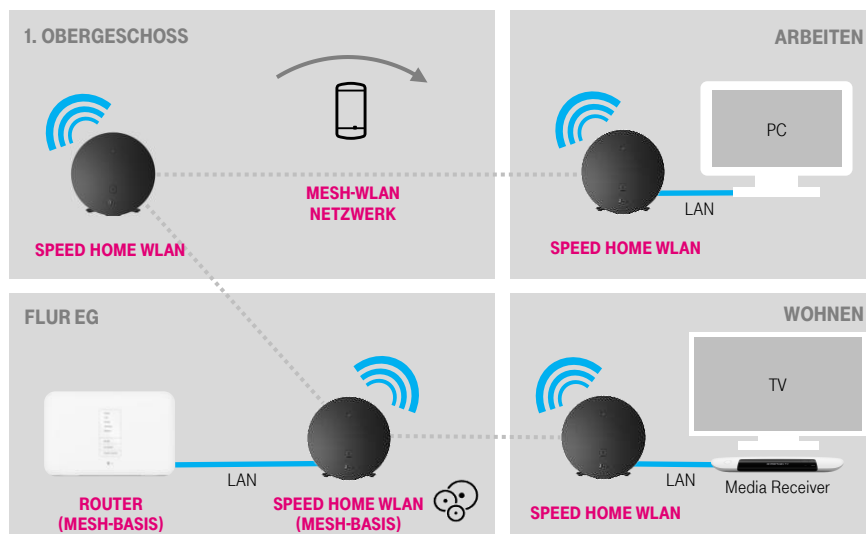 1. OBERGESCHOSS
MESH-WLAN
NETZWERK
SPEED HOME WLAN
ARBEITEN
PC
LAN
SPEED HOME WLAN
FLUR EG
LAN
ROUTER
(MESH-BASIS)
SPEED HOME WLAN
(MESH-BASIS)
WOHNEN
TV
LAN
Media Receiver
SPEED HOME WLAN